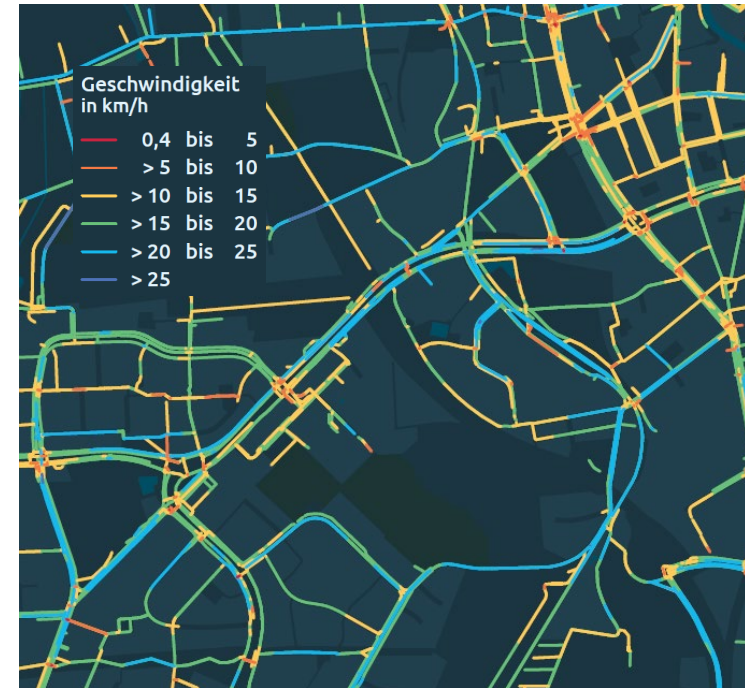 Geschwindigkeit
in km/h
0,4 bis 5
> 5 bis 10
> 10 bis 15
> 15 bis 20
> 20 bis 25
> 25